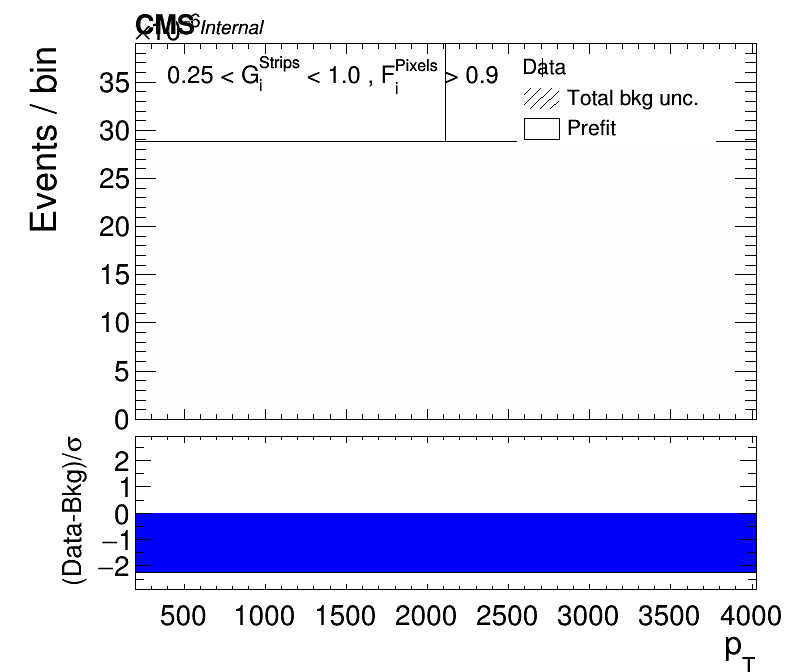 CMS Internal
×10⁻⁶
0.25 < G_i^Strips < 1.0 , F_i^Pixels > 0.9
Data
Total bkg unc.
Prefit
Events / bin
35
30
25
20
15
10
5
0
(Data-Bkg)/σ
2
1
0
−1
−2
500 1000 1500 2000 2500 3000 3500 4000
p_T